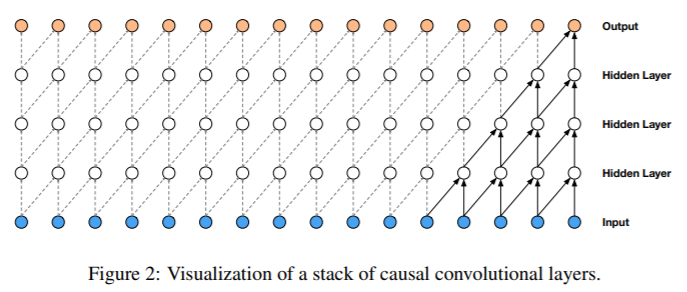 Output
Hidden Layer
Hidden Layer
Hidden Layer
Input
Figure 2: Visualization of a stack of causal convolutional layers.